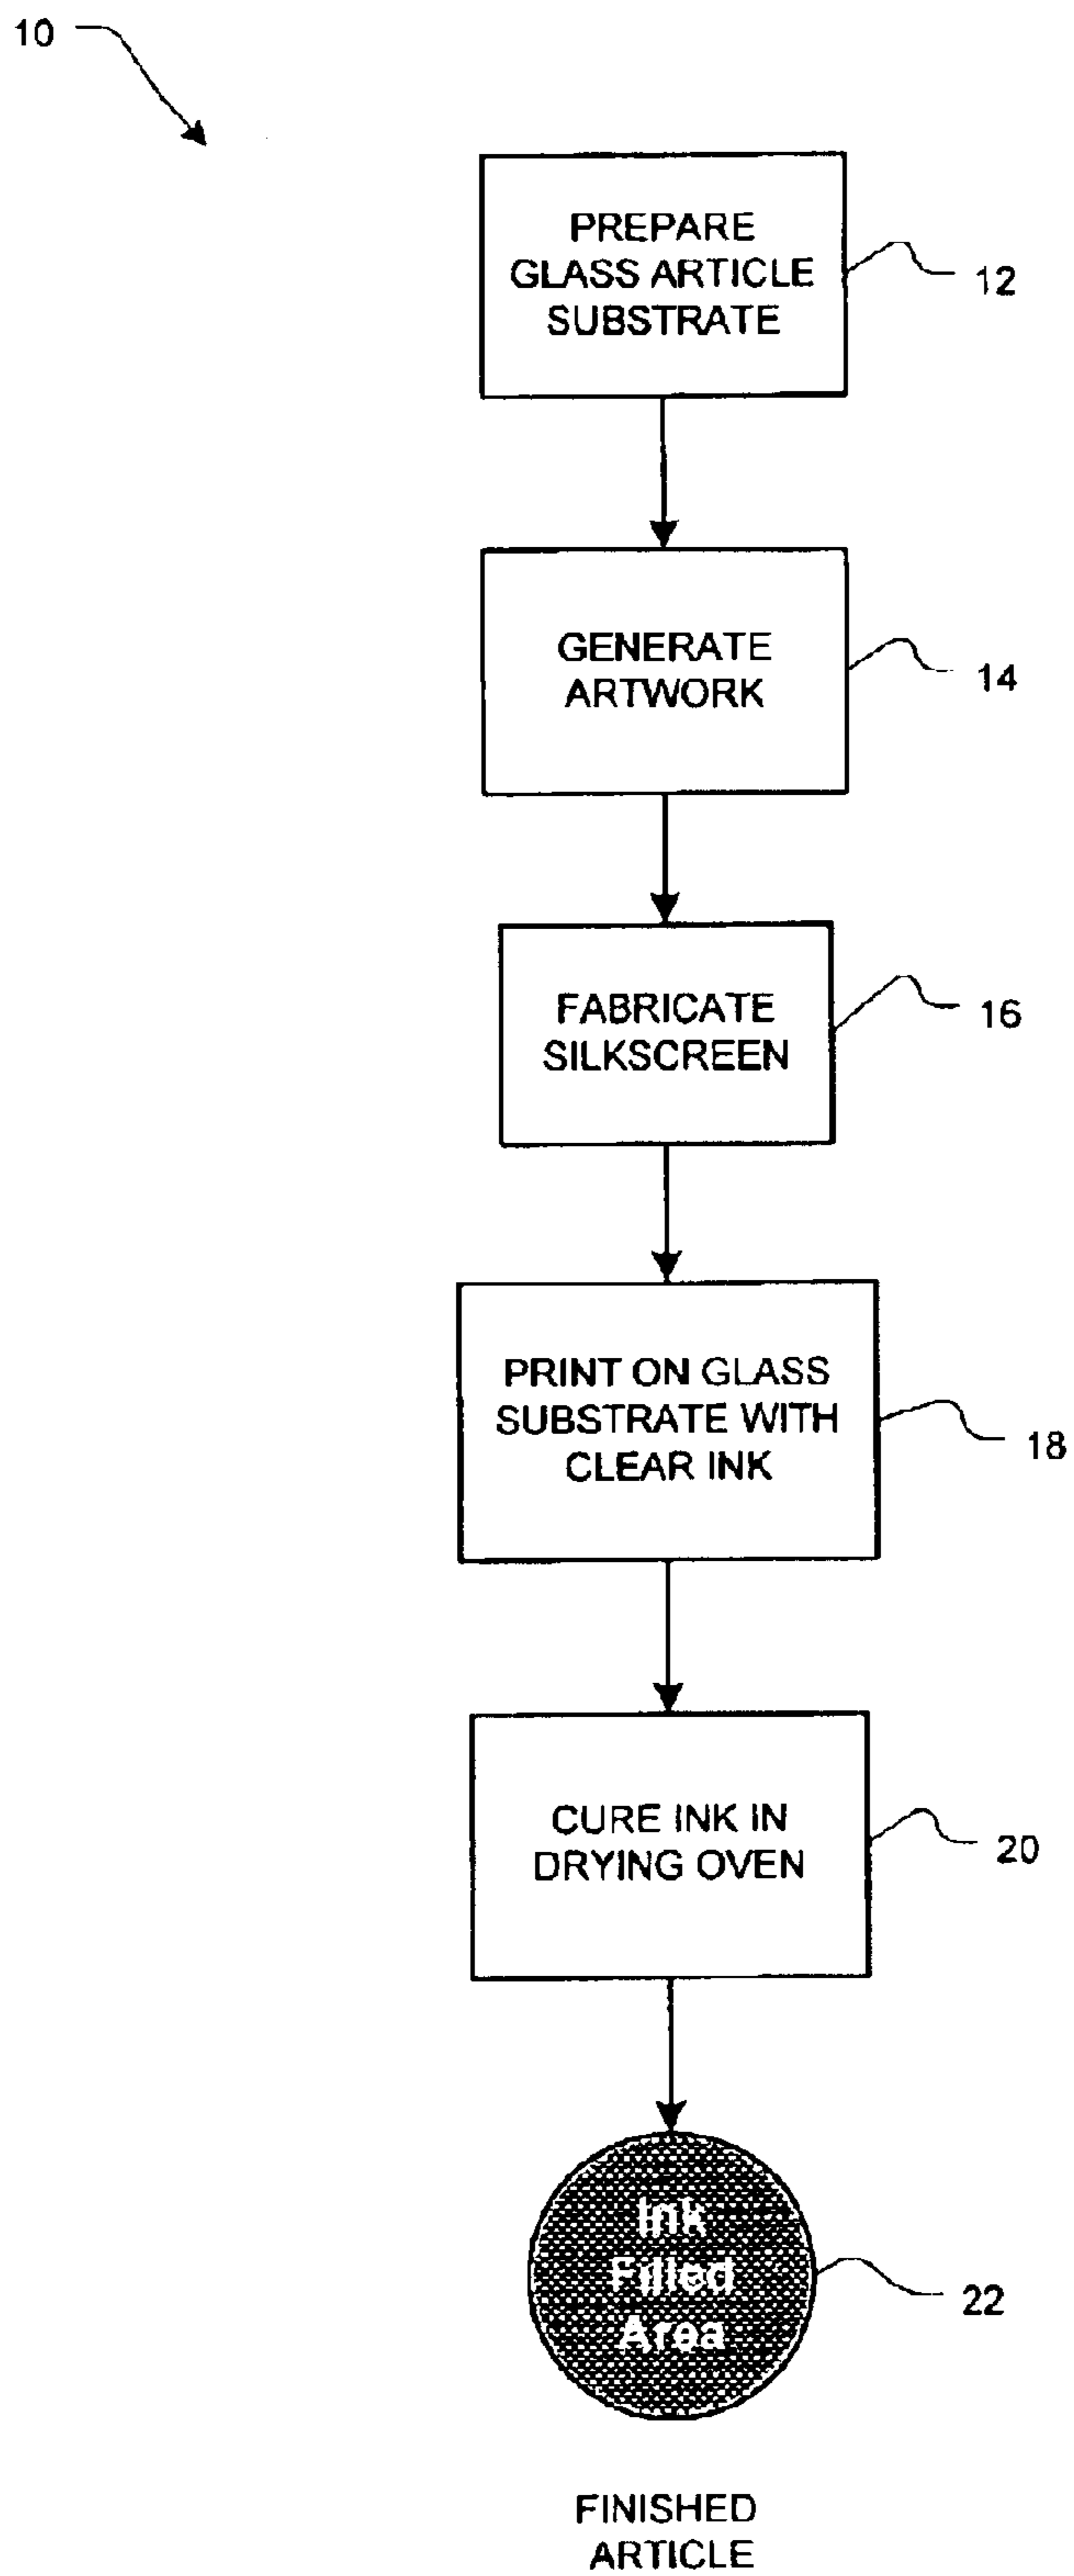 10
PREPARE
GLASS ARTICLE
SUBSTRATE
12
GENERATE
ARTWORK
14
FABRICATE
SILKSCREEN
16
PRINT ON GLASS
SUBSTRATE WITH
CLEAR INK
18
CURE INK IN
DRYING OVEN
20
Ink
Filled
Area
22
FINISHED
ARTICLE